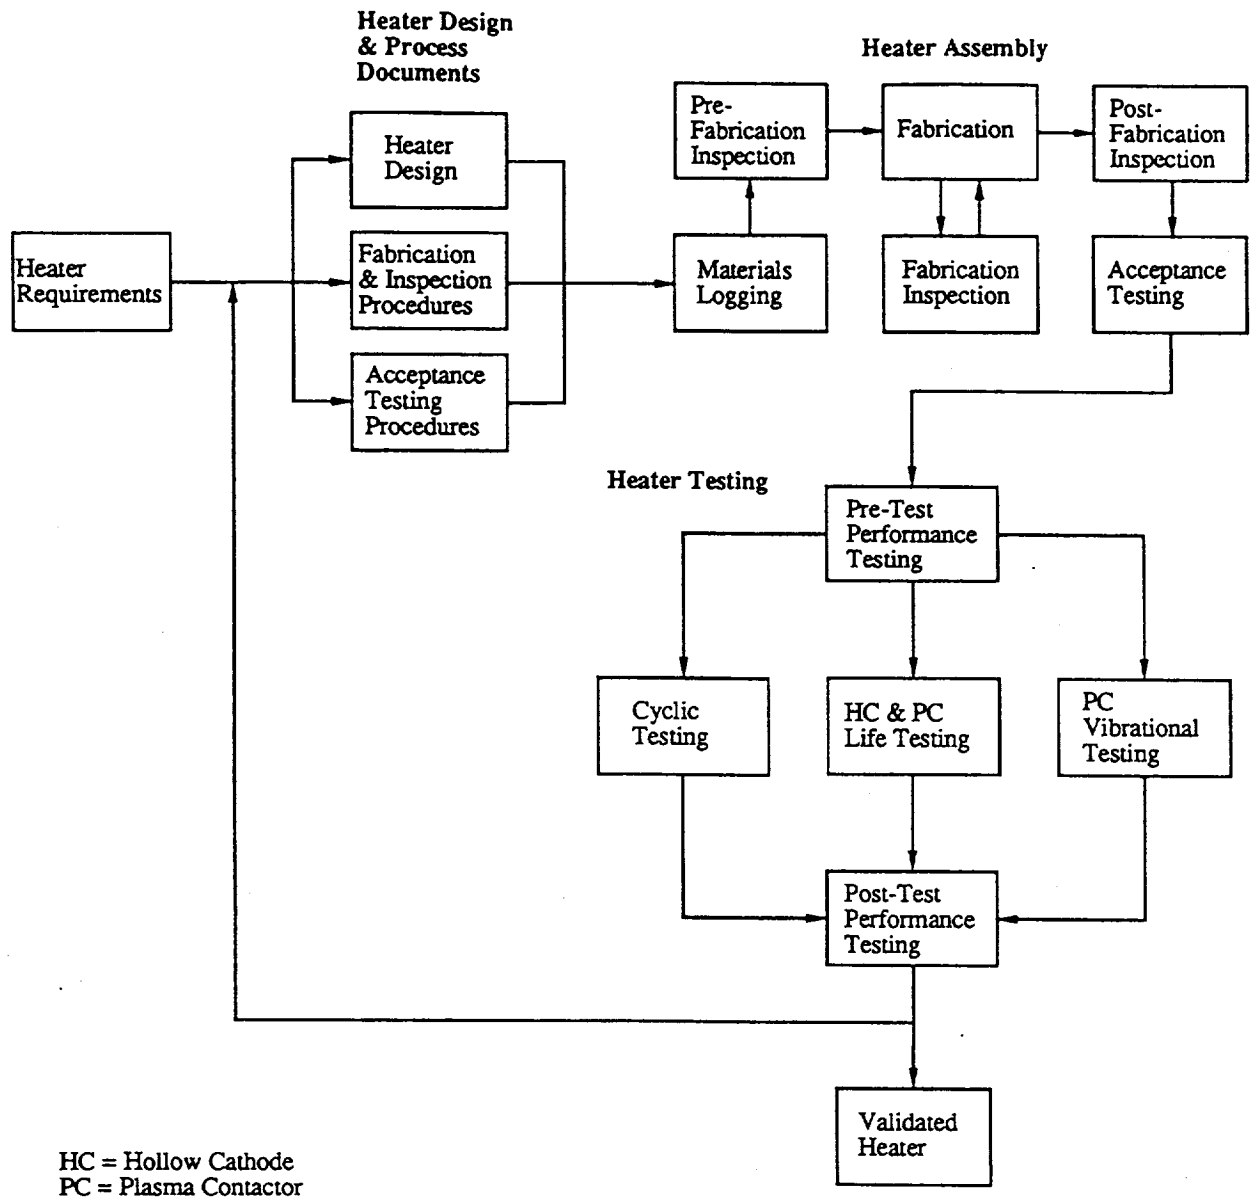 Heater Design
& Process
Documents
Heater Assembly
Heater
Requirements
Heater
Design
Fabrication
& Inspection
Procedures
Acceptance
Testing
Procedures
Pre-
Fabrication
Inspection
Fabrication
Post-
Fabrication
Inspection
Materials
Logging
Fabrication
Inspection
Acceptance
Testing
Heater Testing
Pre-Test
Performance
Testing
Cyclic
Testing
HC & PC
Life Testing
PC
Vibrational
Testing
Post-Test
Performance
Testing
Validated
Heater
HC = Hollow Cathode
PC = Plasma Contactor